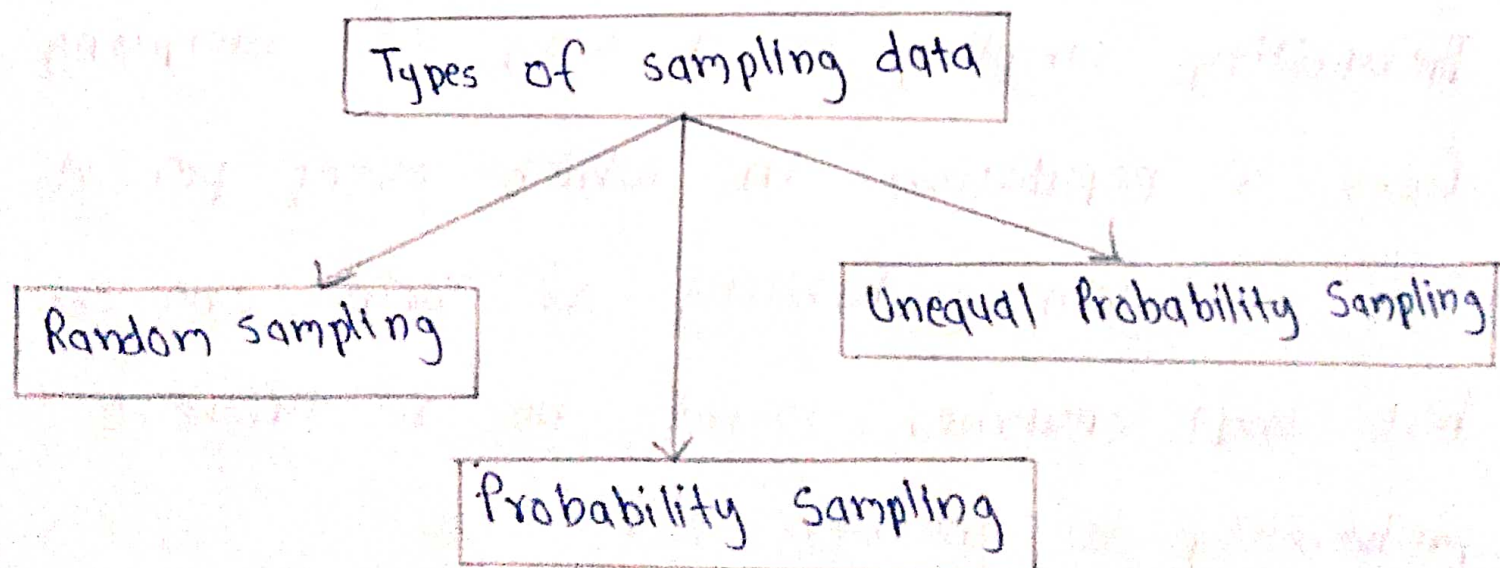 Types of sampling data
Random sampling
Unequal Probability Sampling
Probability Sampling